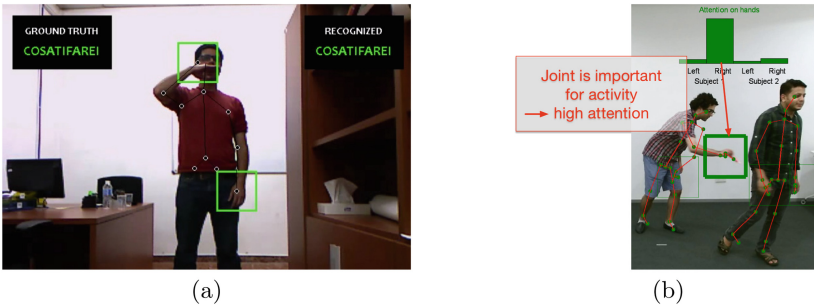 GROUND TRUTH
COSATIFAREI
RECOGNIZED
COSATIFAREI
(a)
Attention on hands
Left Right Left Right
Subject 1 Subject 2
Joint is important
for activity
→ high attention
(b)